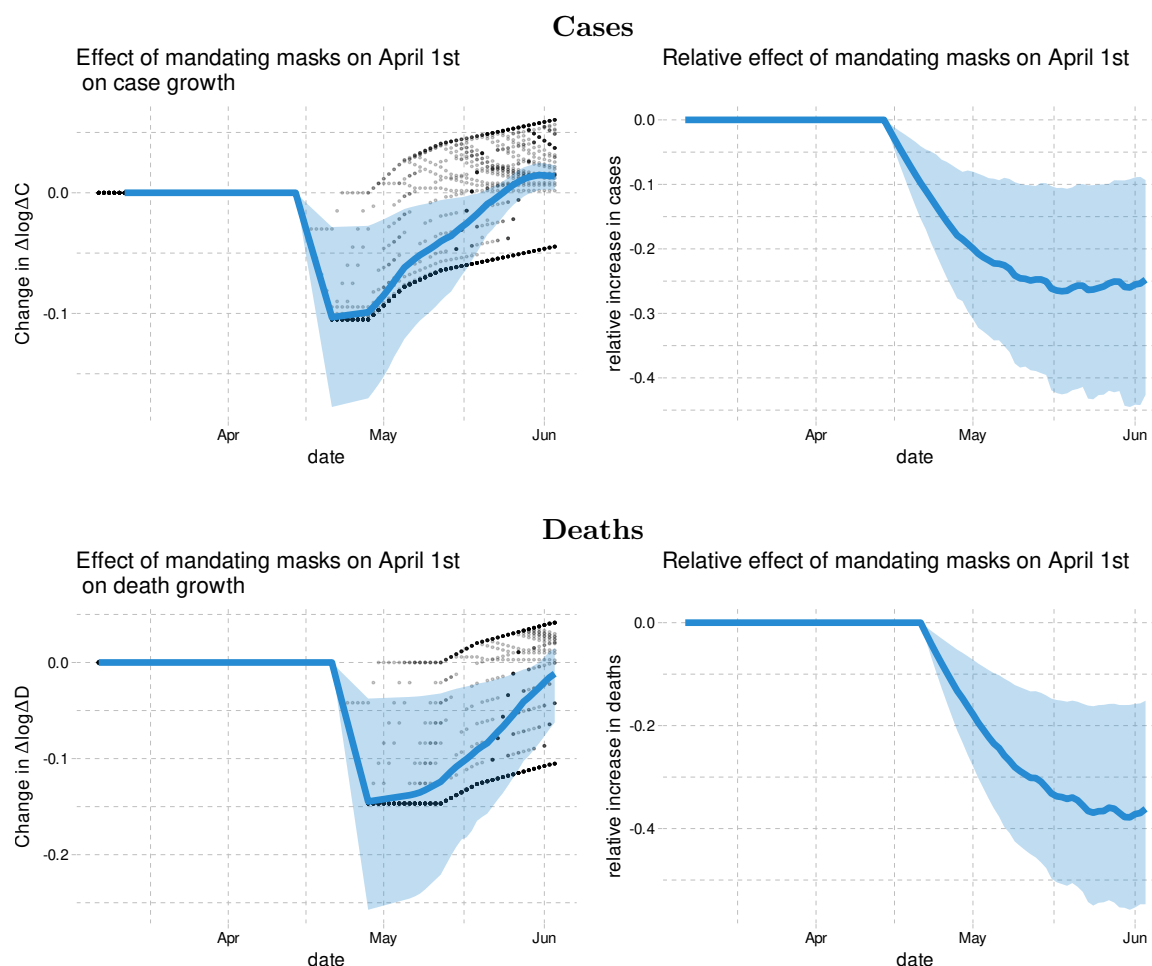 Cases
Effect of mandating masks on April 1st
on case growth
Change in ΔlogΔC
0.0
-0.1
Apr
May
Jun
date
Relative effect of mandating masks on April 1st
relative increase in cases
0.0
-0.1
-0.2
-0.3
-0.4
Apr
May
Jun
date
Deaths
Effect of mandating masks on April 1st
on death growth
Change in ΔlogΔD
0.0
-0.1
-0.2
Apr
May
Jun
date
Relative effect of mandating masks on April 1st
relative increase in deaths
0.0
-0.2
-0.4
Apr
May
Jun
date